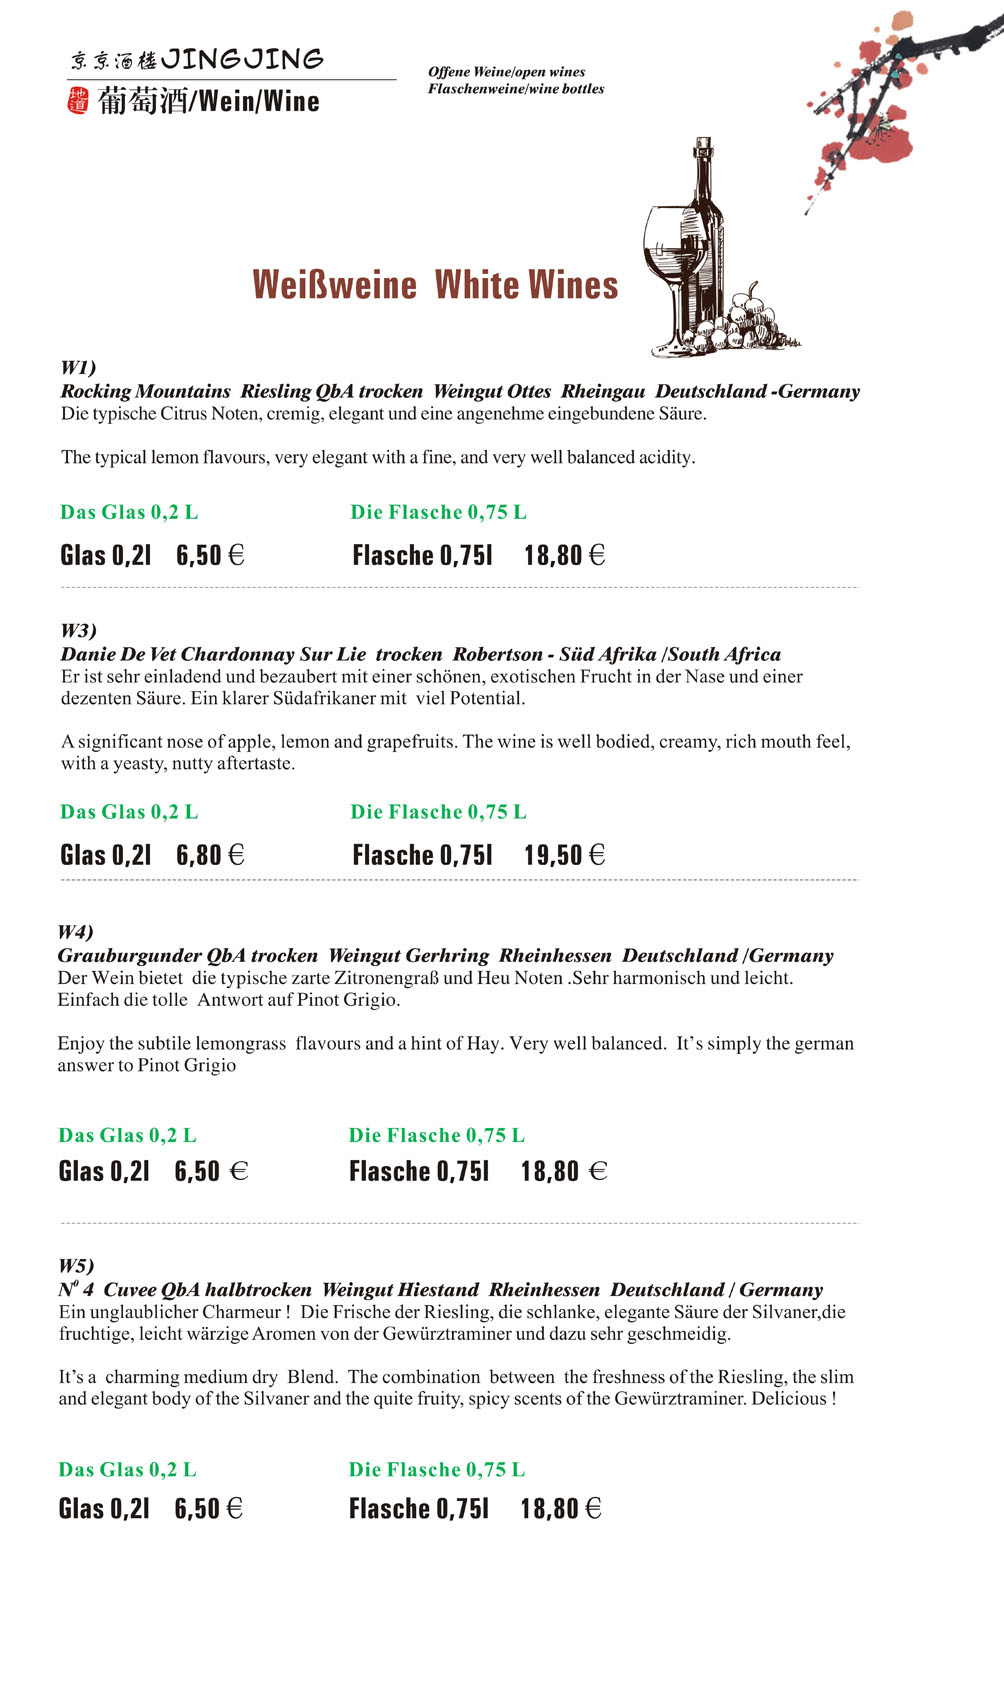 京京酒楼JINGJING
地道 葡萄酒/Wein/Wine
Offene Weine/open wines
Flaschenweine/wine bottles
Weißweine White Wines
W1)
Rocking Mountains Riesling QbA trocken Weingut Ottes Rheingau Deutschland -Germany
Die typische Citrus Noten, cremig, elegant und eine angenehme eingebundene Säure.
The typical lemon flavours, very elegant with a fine, and very well balanced acidity.
Das Glas 0,2 L Die Flasche 0,75 L
Glas 0,2l 6,50 € Flasche 0,75l 18,80 €
W3)
Danie De Vet Chardonnay Sur Lie trocken Robertson - Süd Afrika /South Africa
Er ist sehr einladend und bezaubert mit einer schönen, exotischen Frucht in der Nase und einer
dezenten Säure. Ein klarer Südafrikaner mit viel Potential.
A significant nose of apple, lemon and grapefruits. The wine is well bodied, creamy, rich mouth feel,
with a yeasty, nutty aftertaste.
Das Glas 0,2 L Die Flasche 0,75 L
Glas 0,2l 6,80 € Flasche 0,75l 19,50 €
W4)
Grauburgunder QbA trocken Weingut Gerhring Rheinhessen Deutschland /Germany
Der Wein bietet die typische zarte Zitronengraß und Heu Noten .Sehr harmonisch und leicht.
Einfach die tolle Antwort auf Pinot Grigio.
Enjoy the subtile lemongrass flavours and a hint of Hay. Very well balanced. It's simply the german
answer to Pinot Grigio
Das Glas 0,2 L Die Flasche 0,75 L
Glas 0,2l 6,50 € Flasche 0,75l 18,80 €
W5)
N⁰ 4 Cuvee QbA halbtrocken Weingut Hiestand Rheinhessen Deutschland / Germany
Ein unglaublicher Charmeur ! Die Frische der Riesling, die schlanke, elegante Säure der Silvaner,die
fruchtige, leicht wärzige Aromen von der Gewürztraminer und dazu sehr geschmeidig.
It's a charming medium dry Blend. The combination between the freshness of the Riesling, the slim
and elegant body of the Silvaner and the quite fruity, spicy scents of the Gewürztraminer. Delicious !
Das Glas 0,2 L Die Flasche 0,75 L
Glas 0,2l 6,50 € Flasche 0,75l 18,80 €